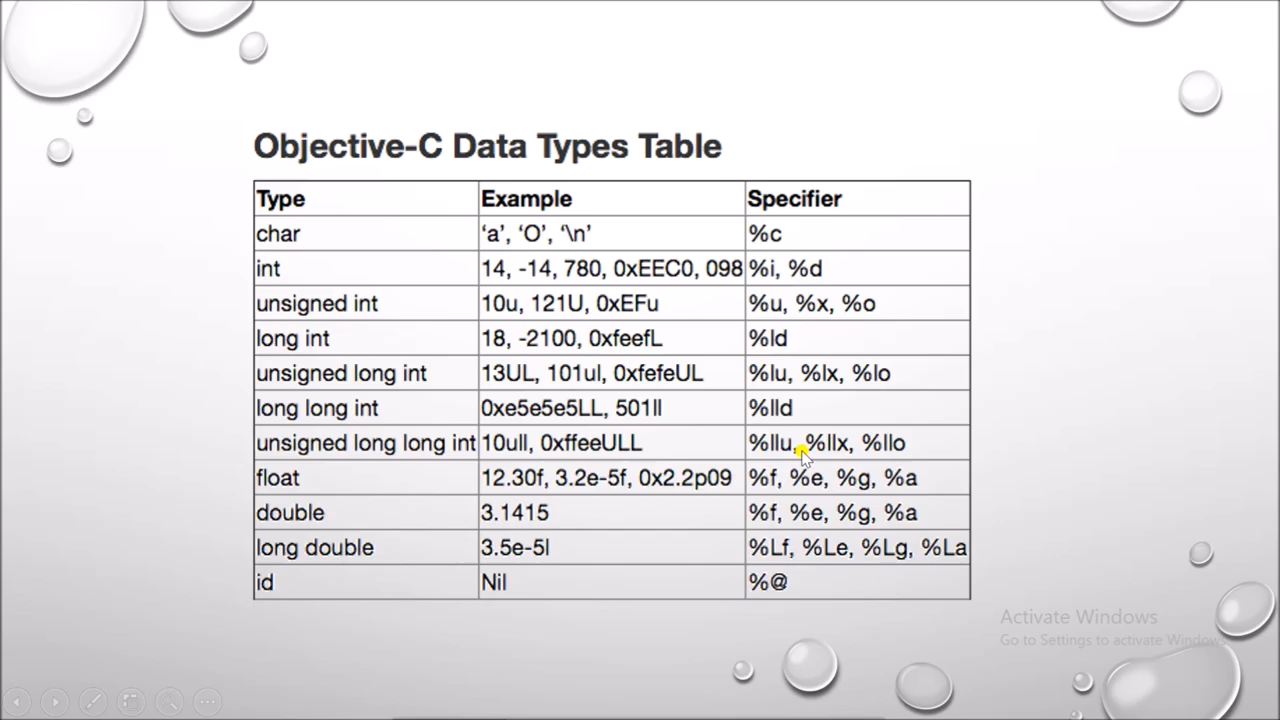 Objective-C Data Types Table
Type Example Specifier
char ‘a’, ‘O’, ‘\n’ %c
int 14, -14, 780, 0xEEC0, 098 %i, %d
unsigned int 10u, 121U, 0xEFu %u, %x, %o
long int 18, -2100, 0xfeefL %ld
unsigned long int 13UL, 101ul, 0xfefeUL %lu, %lx, %lo
long long int 0xe5e5e5LL, 501ll %lld
unsigned long long int 10ull, 0xffeeULL %llu, %llx, %llo
float 12.30f, 3.2e-5f, 0x2.2p09 %f, %e, %g, %a
double 3.1415 %f, %e, %g, %a
long double 3.5e-5l %Lf, %Le, %Lg, %La
id Nil %@
Activate Windows
Go to Settings to activate Windows.